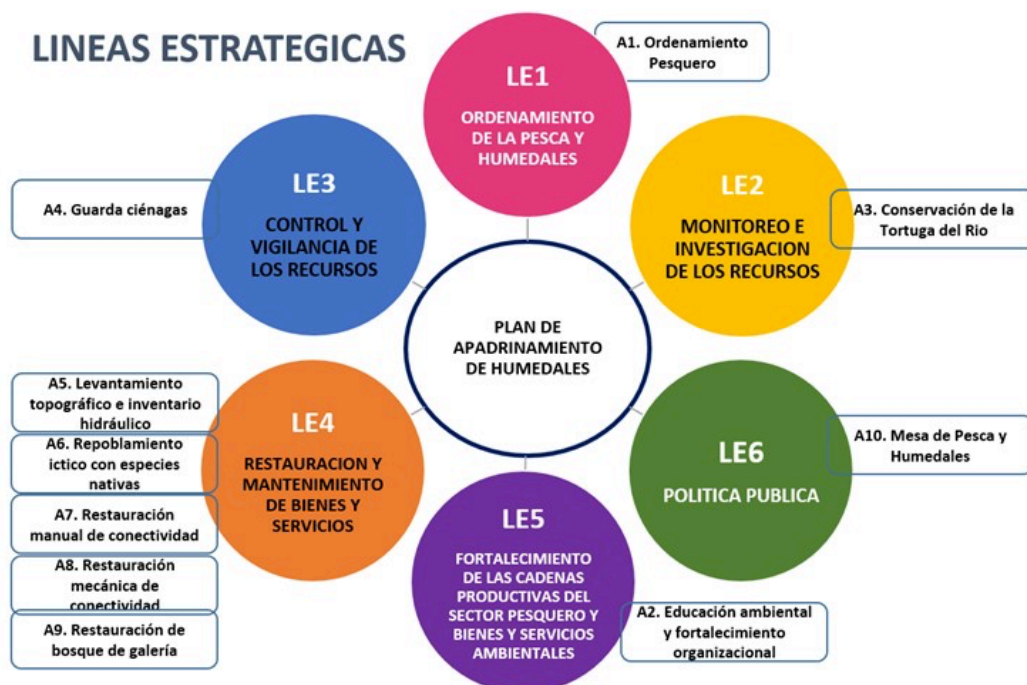 LINEAS ESTRATEGICAS
LE1
ORDENAMIENTO
DE LA PESCA Y
HUMEDALES
A1. Ordenamiento
Pesquero
LE2
MONITOREO E
INVESTIGACION
DE LOS RECURSOS
A3. Conservación de la
Tortuga del Rio
LE3
CONTROL Y
VIGILANCIA DE
LOS RECURSOS
A4. Guarda ciénagas
PLAN DE
APADRINAMIENTO
DE HUMEDALES
LE4
RESTAURACION Y
MANTENIMIENTO
DE BIENES Y
SERVICIOS
A5. Levantamiento
topográfico e inventario
hidráulico
A6. Repoblamiento
ictico con especies
nativas
A7. Restauración
manual de conectividad
A8. Restauración
mecánica de
conectividad
A9. Restauración de
bosque de galería
LE5
FORTALECIMIENTO
DE LAS CADENAS
PRODUCTIVAS DEL
SECTOR PESQUERO Y
BIENES Y SERVICIOS
AMBIENTALES
A2. Educación ambiental
y fortalecimiento
organizacional
LE6
POLITICA PUBLICA
A10. Mesa de Pesca y
Humedales